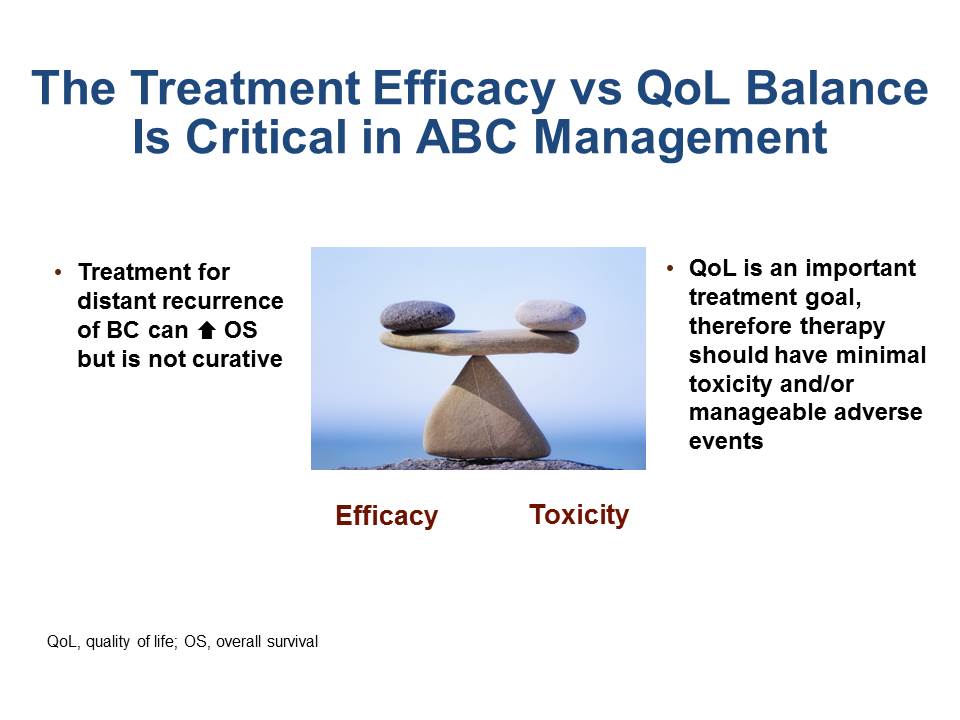 The Treatment Efficacy vs QoL Balance
Is Critical in ABC Management
• Treatment for
distant recurrence
of BC can ⬆ OS
but is not curative
• QoL is an important
treatment goal,
therefore therapy
should have minimal
toxicity and/or
manageable adverse
events
Efficacy
Toxicity
QoL, quality of life; OS, overall survival